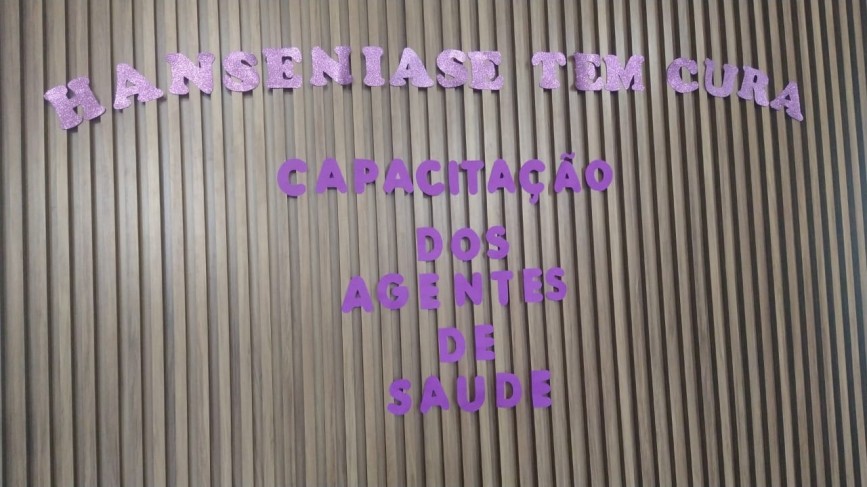 HANSENIASE TEM CURA
CAPACITAÇÃO
DOS
AGENTES
DE
SAUDE